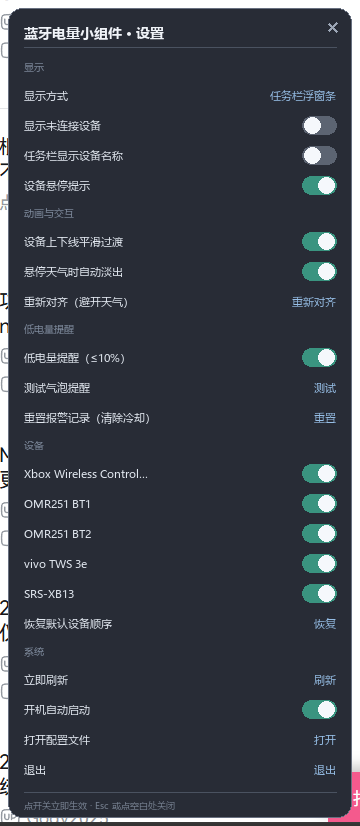 蓝牙电量小组件 • 设置
显示
显示方式 任务栏浮窗条
显示未连接设备
任务栏显示设备名称
设备悬停提示
动画与交互
设备上下线平滑过渡
悬停天气时自动淡出
重新对齐（避开天气） 重新对齐
低电量提醒
低电量提醒（≤10%）
测试气泡提醒 测试
重置报警记录（清除冷却） 重置
设备
Xbox Wireless Control...
OMR251 BT1
OMR251 BT2
vivo TWS 3e
SRS-XB13
恢复默认设备顺序 恢复
系统
立即刷新 刷新
开机自动启动
打开配置文件 打开
退出 退出
点开关立即生效 · Esc 或点空白处关闭